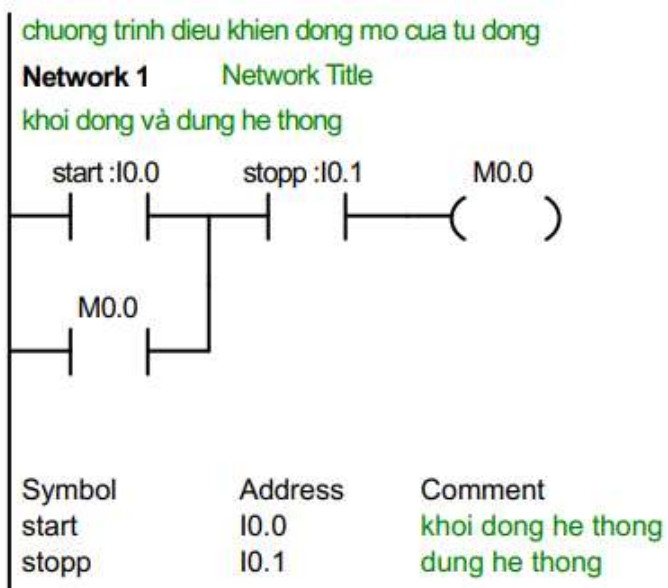 chuong trinh dieu khien dong mo cua tu dong
Network 1 Network Title
khoi dong và dung he thong
start :I0.0 stopp :I0.1 M0.0
M0.0
Symbol Address Comment
start I0.0 khoi dong he thong
stopp I0.1 dung he thong